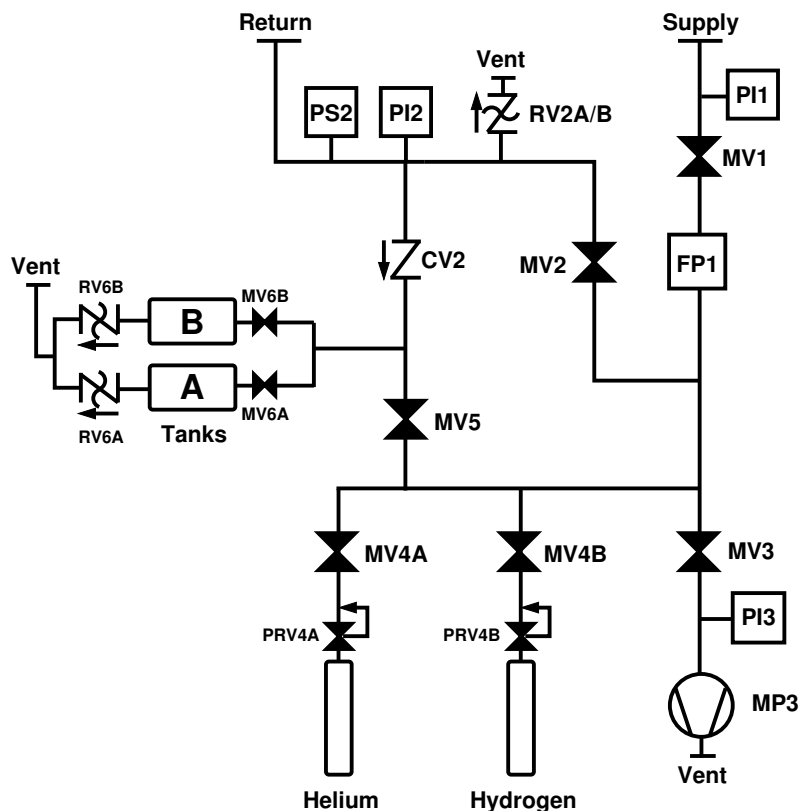 Return
Supply
Vent
PS2
PI2
RV2A/B
PI1
MV1
CV2
MV2
FP1
Vent
RV6B
B
MV6B
A
RV6A
Tanks
MV6A
MV5
MV4A
MV4B
MV3
PRV4A
PRV4B
PI3
MP3
Vent
Helium
Hydrogen